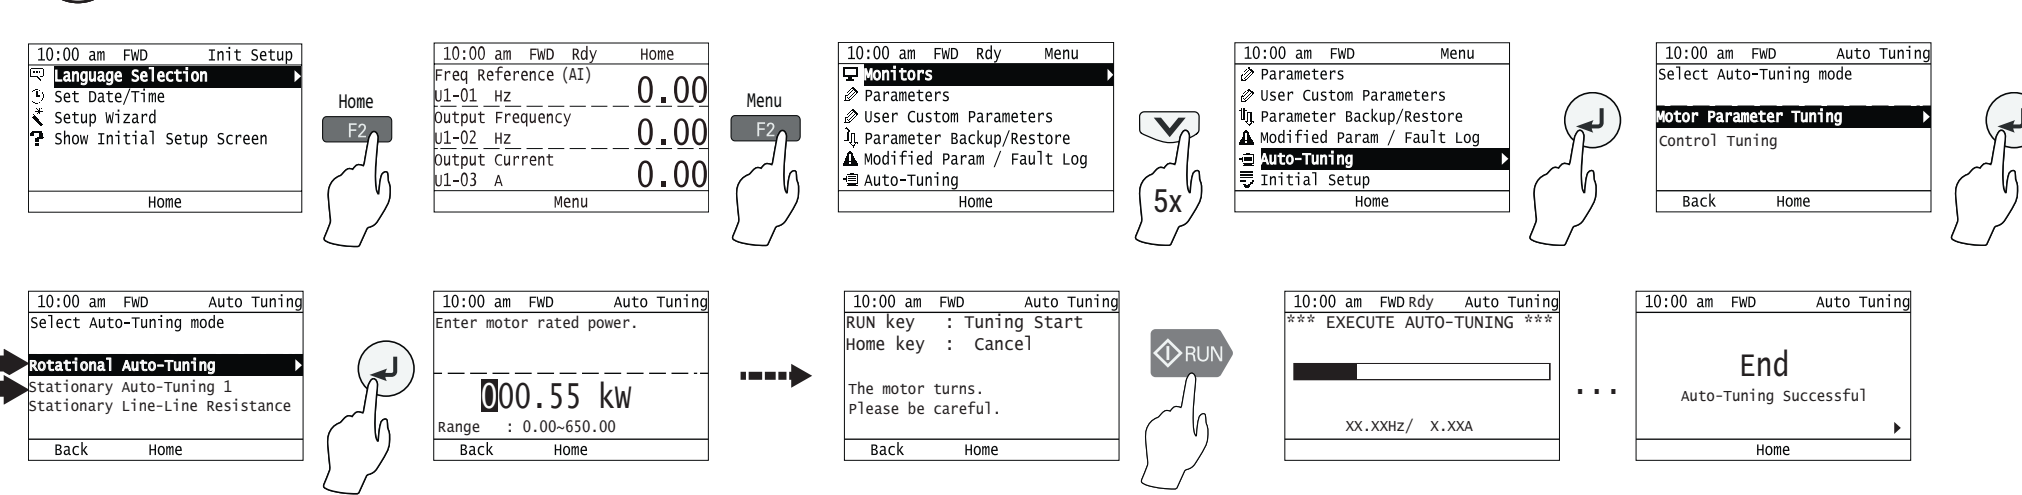 10:00 am FWD Init Setup
Language Selection
Set Date/Time
Setup Wizard
Show Initial Setup Screen
Home
Home
F2
10:00 am FWD Rdy Home
Freq Reference (AI)
U1-01 Hz 0.00
Output Frequency
U1-02 Hz 0.00
Output Current
U1-03 A 0.00
Menu
Menu
F2
10:00 am FWD Rdy Menu
Monitors
Parameters
User Custom Parameters
Parameter Backup/Restore
Modified Param / Fault Log
Auto-Tuning
Home
5x
10:00 am FWD Menu
Parameters
User Custom Parameters
Parameter Backup/Restore
Modified Param / Fault Log
Auto-Tuning
Initial Setup
Home
10:00 am FWD Auto Tuning
Select Auto-Tuning mode
Motor Parameter Tuning
Control Tuning
Back Home
10:00 am FWD Auto Tuning
Select Auto-Tuning mode
Rotational Auto-Tuning
Stationary Auto-Tuning 1
Stationary Line-Line Resistance
Back Home
10:00 am FWD Auto Tuning
Enter motor rated power.
000.55 kW
Range : 0.00~650.00
Back Home
10:00 am FWD Auto Tuning
RUN key : Tuning Start
Home key : Cancel
The motor turns.
Please be careful.
Back Home
RUN
10:00 am FWD Rdy Auto Tuning
*** EXECUTE AUTO-TUNING ***
XX.XXHz/ X.XXA
...
10:00 am FWD Auto Tuning
End
Auto-Tuning Successful
Home